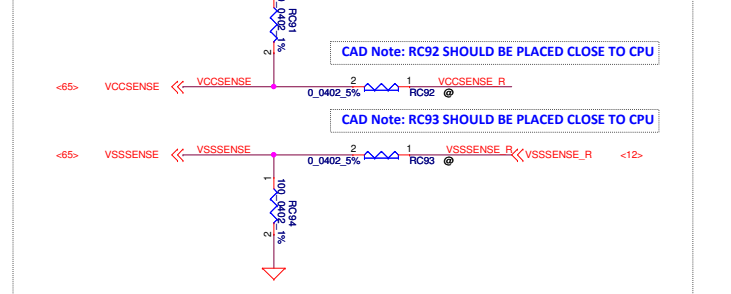 RC91
_0402_1%
2
CAD Note: RC92 SHOULD BE PLACED CLOSE TO CPU
<65> VCCSENSE VCCSENSE 2 1 VCCSENSE_R
0_0402_5% RC92 @
CAD Note: RC93 SHOULD BE PLACED CLOSE TO CPU
<65> VSSSENSE VSSSENSE 2 1 VSSSENSE_R VSSSENSE_R <12>
0_0402_5% RC93 @
1
RC94
100_0402_1%
2